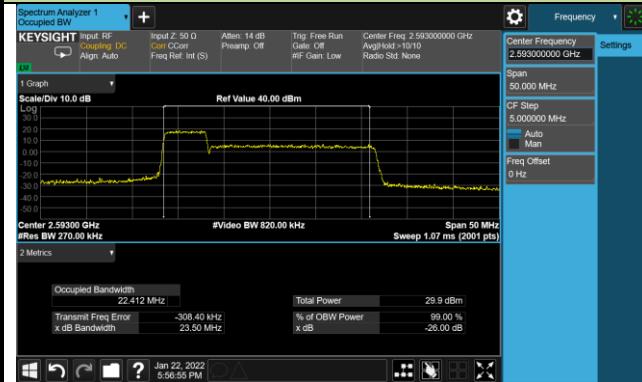 Spectrum Analyzer 1
Occupied BW
Frequency
KEYSIGHT
Input: RF
Coupling: DC
Align: Auto
Input Z: 50 Ω
Corr CCorr
Freq Ref: Int (S)
Atten: 14 dB
Preamp: Off
Trig: Free Run
Gate: Off
#IF Gain: Low
Center Freq: 2.593000000 GHz
Avg|Hold:>10/10
Radio Std: None
Center Frequency
2.593000000 GHz
Settings
Span
50.000 MHz
CF Step
5.000000 MHz
Auto
Man
Freq Offset
0 Hz
1 Graph
Scale/Div 10.0 dB
Ref Value 40.00 dBm
Log
30.0
20.0
10.0
0.00
-10.0
-20.0
-30.0
-40.0
-50.0
Center 2.59300 GHz
#Video BW 820.00 kHz
Span 50 MHz
#Res BW 270.00 kHz
Sweep 1.07 ms (2001 pts)
2 Metrics
Occupied Bandwidth
22.412 MHz
Total Power 29.9 dBm
Transmit Freq Error -308.40 kHz
% of OBW Power 99.00 %
x dB Bandwidth 23.50 MHz
x dB -26.00 dB
Jan 22, 2022
5:56:55 PM